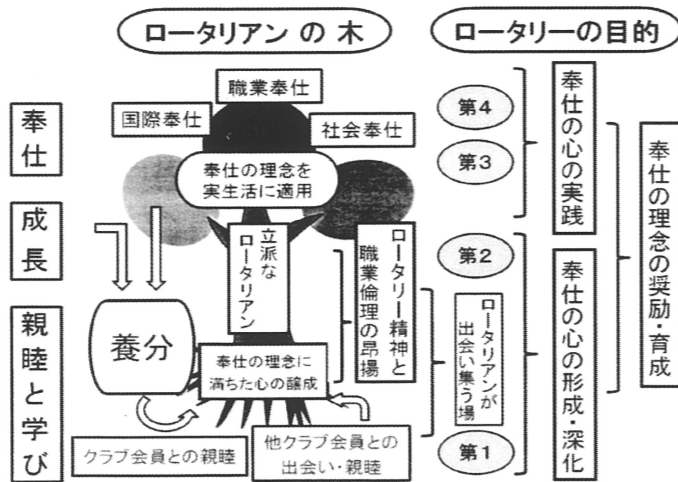 ロータリアン の 木
ロータリーの目的
奉仕
成長
親睦と学び
職業奉仕
国際奉仕
社会奉仕
奉仕の理念を
実生活に適用
立派な
ロータリアン
ロータリー精神と
職業倫理の昂揚
養分
奉仕の理念に
満ちた心の醸成
クラブ会員との親睦
他クラブ会員との
出会い・親睦
第4
第3
第2
第1
ロータリアンが
出会い集う場
奉仕の心の実践
奉仕の心の形成・深化
奉仕の理念の奨励・育成